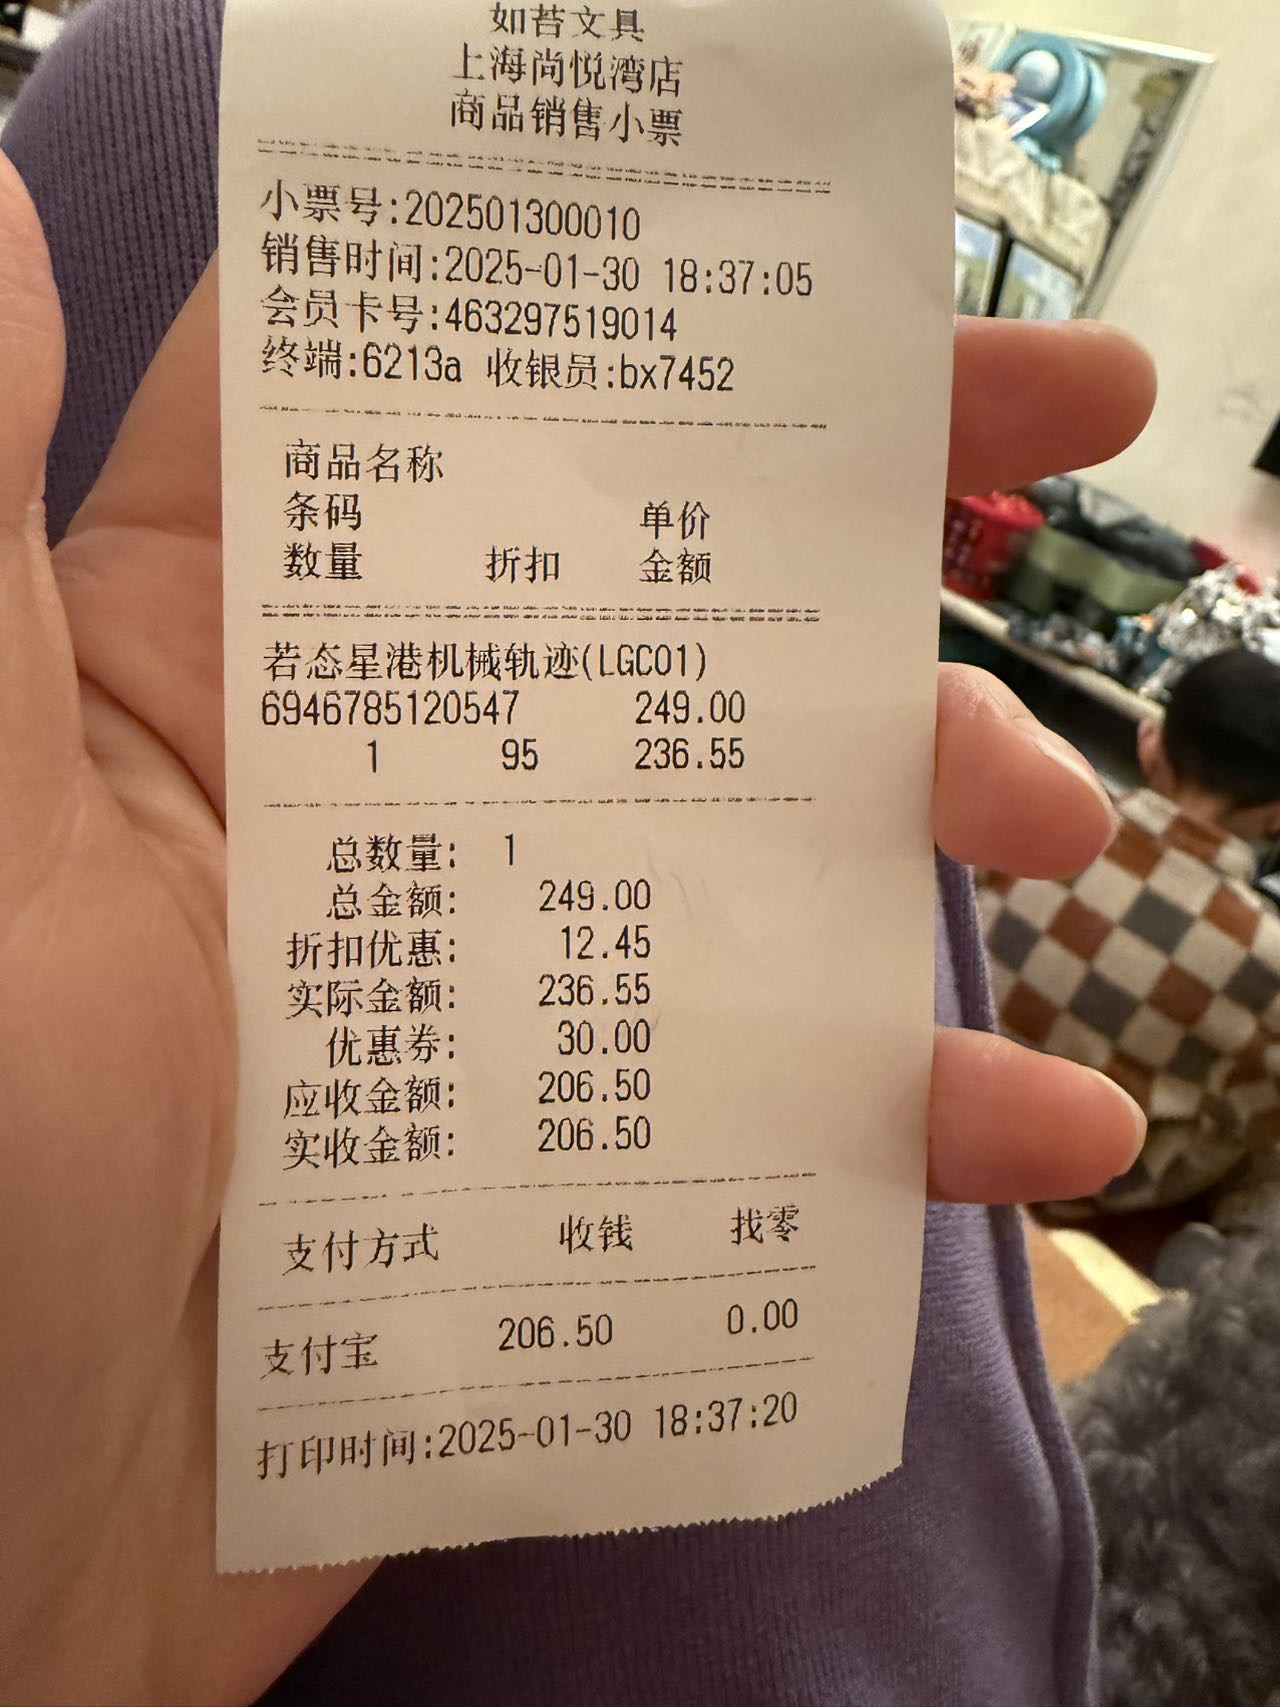 如苔文具
上海尚悦湾店
商品销售小票
小票号:202501300010
销售时间:2025-01-30 18:37:05
会员卡号:463297519014
终端:6213a 收银员:bx7452
商品名称
条码 单价
数量 折扣 金额
若态星港机械轨迹(LGC01)
6946785120547 249.00
1 95 236.55
总数量: 1
总金额: 249.00
折扣优惠: 12.45
实际金额: 236.55
优惠券: 30.00
应收金额: 206.50
实收金额: 206.50
支付方式 收钱 找零
支付宝 206.50 0.00
打印时间:2025-01-30 18:37:20